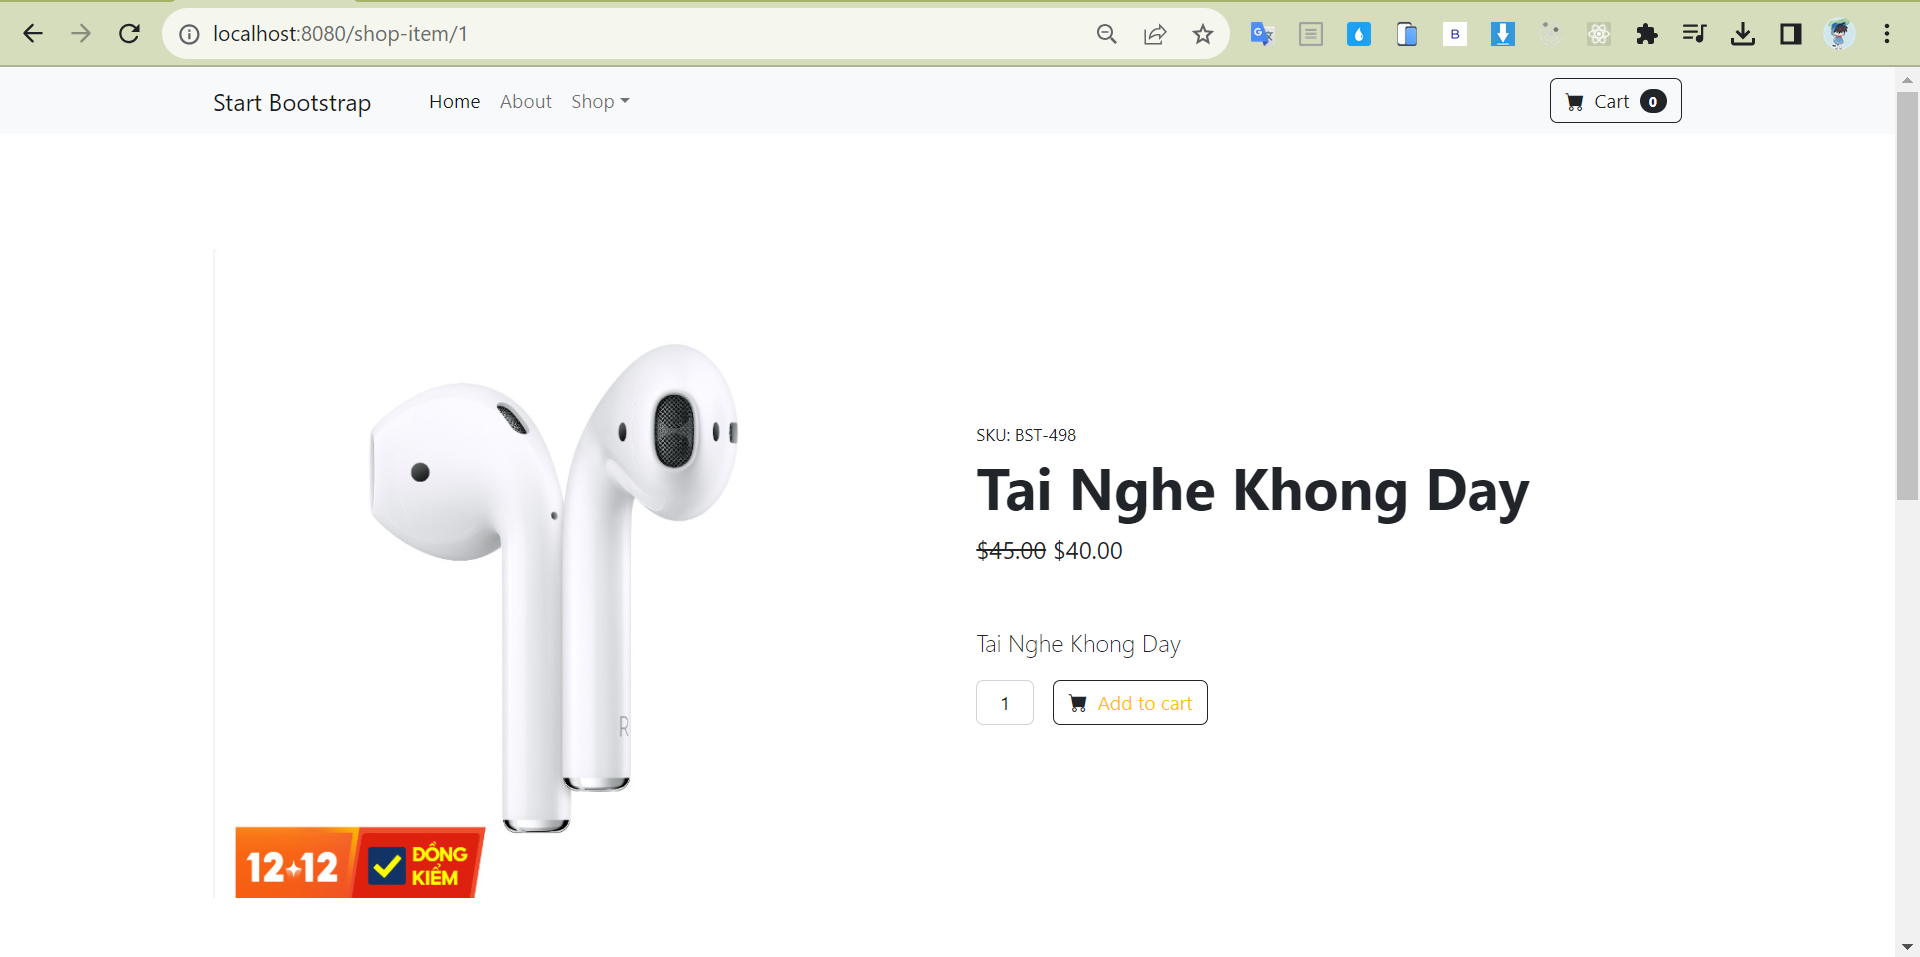 localhost:8080/shop-item/1
Start Bootstrap
Home About Shop
Cart 0
SKU: BST-498
Tai Nghe Khong Day
$45.00 $40.00
Tai Nghe Khong Day
1
Add to cart
R
12 12
ĐỒNG
KIỂM